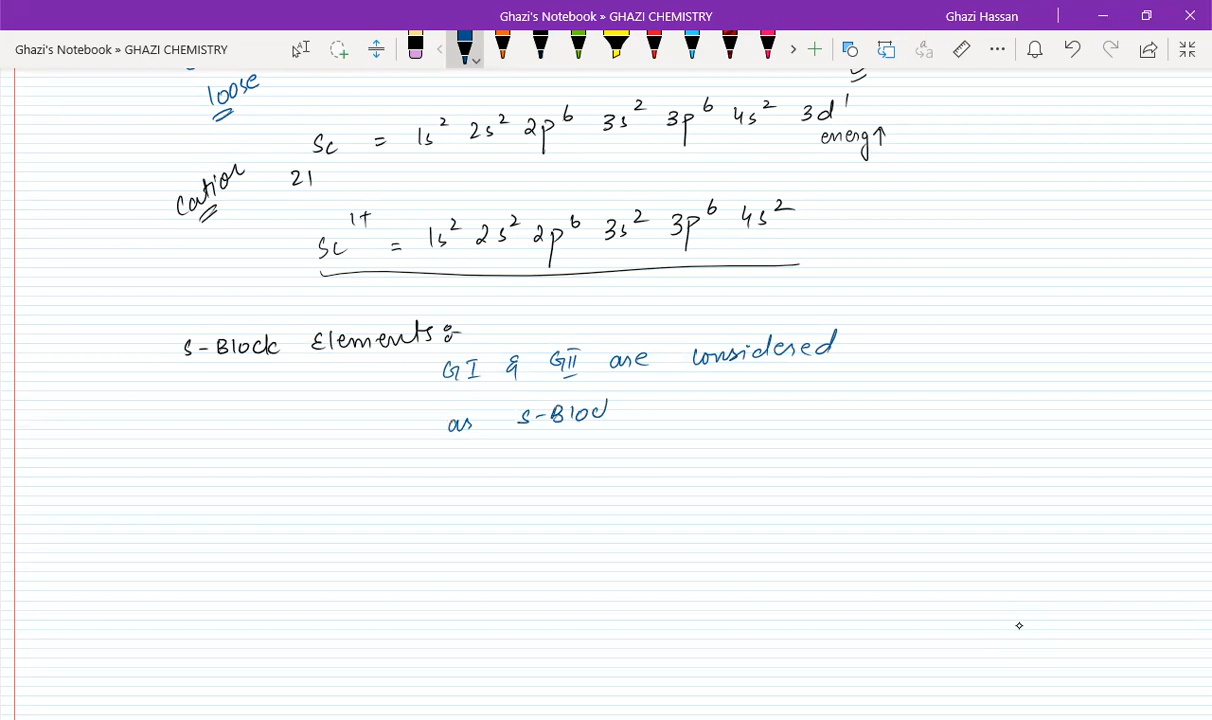 Ghazi's Notebook » GHAZI CHEMISTRY
Ghazi Hassan
Ghazi's Notebook » GHAZI CHEMISTRY
loose
Sc = 1s² 2s² 2p⁶ 3s² 3p⁶ 4s² 3d¹
21
energ↑
Cation
Sc¹⁺ = 1s² 2s² 2p⁶ 3s² 3p⁶ 4s²
S-Block Elements:-
GI & GII are considered
as S-Bloc